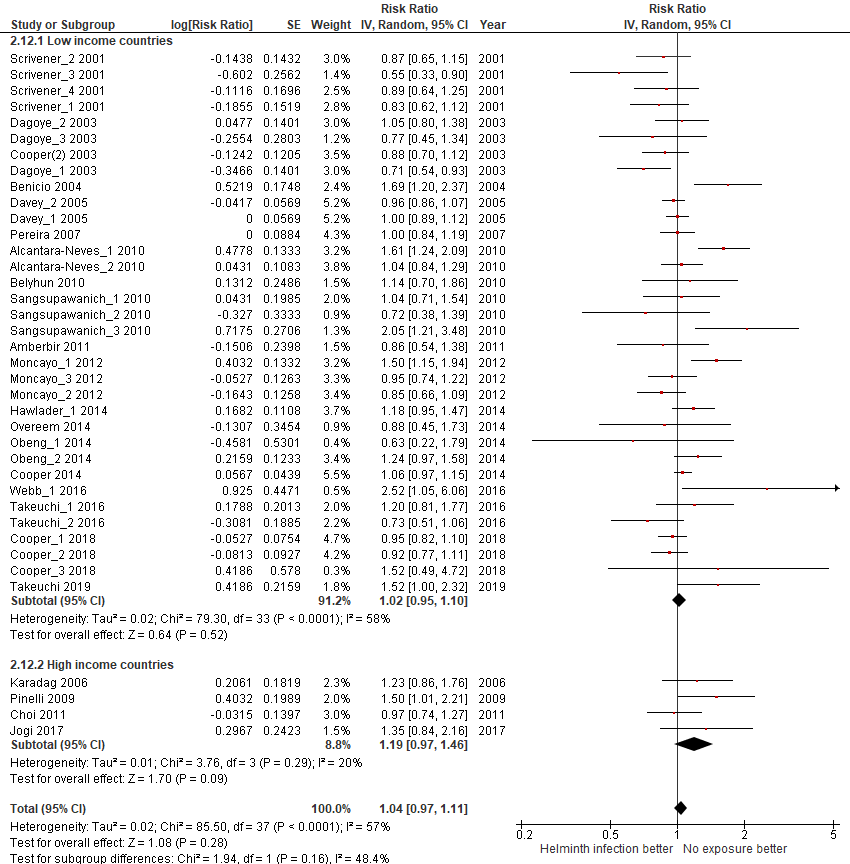 Risk Ratio Risk Ratio
Study or Subgroup log[Risk Ratio] SE Weight IV, Random, 95% CI Year IV, Random, 95% CI
2.12.1 Low income countries
Scrivener_2 2001 -0.1438 0.1432 3.0% 0.87 [0.65, 1.15] 2001
Scrivener_3 2001 -0.602 0.2562 1.4% 0.55 [0.33, 0.90] 2001
Scrivener_4 2001 -0.1116 0.1696 2.5% 0.89 [0.64, 1.25] 2001
Scrivener_1 2001 -0.1855 0.1519 2.8% 0.83 [0.62, 1.12] 2001
Dagoye_2 2003 0.0477 0.1401 3.0% 1.05 [0.80, 1.38] 2003
Dagoye_3 2003 -0.2554 0.2803 1.2% 0.77 [0.45, 1.34] 2003
Cooper(2) 2003 -0.1242 0.1205 3.5% 0.88 [0.70, 1.12] 2003
Dagoye_1 2003 -0.3466 0.1401 3.0% 0.71 [0.54, 0.93] 2003
Benicio 2004 0.5219 0.1748 2.4% 1.69 [1.20, 2.37] 2004
Davey_2 2005 -0.0417 0.0569 5.2% 0.96 [0.86, 1.07] 2005
Davey_1 2005 0 0.0569 5.2% 1.00 [0.89, 1.12] 2005
Pereira 2007 0 0.0884 4.4% 1.00 [0.84, 1.19] 2007
Alcantara-Neves_1 2010 0.4778 0.1333 3.2% 1.61 [1.24, 2.09] 2010
Alcantara-Neves_2 2010 0.0431 0.1083 3.8% 1.04 [0.84, 1.29] 2010
Belyhun 2010 0.1312 0.2486 1.5% 1.14 [0.70, 1.86] 2010
Sangsupawanich_1 2010 0.0431 0.1985 2.0% 1.04 [0.71, 1.54] 2010
Sangsupawanich_2 2010 -0.327 0.3333 0.9% 0.72 [0.38, 1.39] 2010
Sangsupawanich_3 2010 0.7175 0.2706 1.3% 2.05 [1.21, 3.48] 2010
Amberbir 2011 -0.1506 0.2398 1.6% 0.86 [0.54, 1.38] 2011
Moncayo_1 2012 0.4032 0.1332 3.2% 1.50 [1.15, 1.94] 2012
Moncayo_3 2012 -0.0527 0.1263 3.4% 0.95 [0.74, 1.22] 2012
Moncayo_2 2012 -0.1643 0.1258 3.4% 0.85 [0.66, 1.09] 2012
Hawlader_1 2014 0.1682 0.1108 3.7% 1.18 [0.95, 1.47] 2014
Overeem 2014 -0.1307 0.3454 0.9% 0.88 [0.45, 1.73] 2014
Obeng_1 2014 -0.4581 0.5301 0.4% 0.63 [0.22, 1.79] 2014
Obeng_2 2014 0.2159 0.1233 3.4% 1.24 [0.97, 1.58] 2014
Cooper 2014 0.0567 0.0439 5.5% 1.06 [0.97, 1.15] 2014
Webb_1 2016 0.925 0.4471 0.5% 2.52 [1.05, 6.06] 2016
Takeuchi_1 2016 0.1788 0.2013 2.0% 1.20 [0.81, 1.77] 2016
Takeuchi_2 2016 -0.3081 0.1885 2.2% 0.73 [0.51, 1.06] 2016
Cooper_1 2018 -0.0527 0.0754 4.7% 0.95 [0.82, 1.10] 2018
Cooper_2 2018 -0.0813 0.0927 4.2% 0.92 [0.77, 1.11] 2018
Cooper_3 2018 0.4186 0.578 0.3% 1.52 [0.49, 4.72] 2018
Takeuchi 2019 0.4186 0.2159 1.8% 1.52 [1.00, 2.32] 2019
Subtotal (95% CI) 91.2% 1.02 [0.95, 1.10]
Heterogeneity: Tau² = 0.02; Chi² = 79.30, df = 33 (P < 0.0001); I² = 58%
Test for overall effect: Z = 0.64 (P = 0.52)
2.12.2 High income countries
Karadag 2006 0.2061 0.1819 2.3% 1.23 [0.86, 1.76] 2006
Pinelli 2009 0.4032 0.1989 2.0% 1.50 [1.01, 2.21] 2009
Choi 2011 -0.0315 0.1397 3.0% 0.97 [0.74, 1.27] 2011
Jogi 2017 0.2967 0.2423 1.5% 1.35 [0.84, 2.16] 2017
Subtotal (95% CI) 8.8% 1.19 [0.97, 1.46]
Heterogeneity: Tau² = 0.01; Chi² = 3.76, df = 3 (P = 0.29); I² = 20%
Test for overall effect: Z = 1.70 (P = 0.09)
Total (95% CI) 100.0% 1.04 [0.97, 1.11]
Heterogeneity: Tau² = 0.02; Chi² = 85.50, df = 37 (P < 0.0001); I² = 57%
Test for overall effect: Z = 1.08 (P = 0.28)
Test for subgroup differences: Chi² = 1.94, df = 1 (P = 0.16), I² = 48.4%
0.2 0.5 1 2 5
Helminth infection better No exposure better